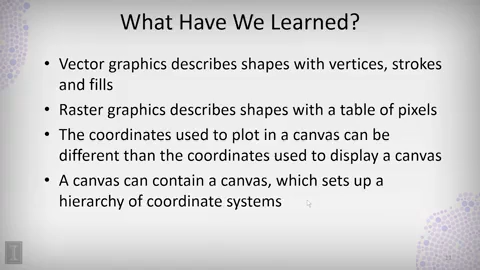 What Have We Learned?
• Vector graphics describes shapes with vertices, strokes
and fills
• Raster graphics describes shapes with a table of pixels
• The coordinates used to plot in a canvas can be
different than the coordinates used to display a canvas
• A canvas can contain a canvas, which sets up a
hierarchy of coordinate systems
I